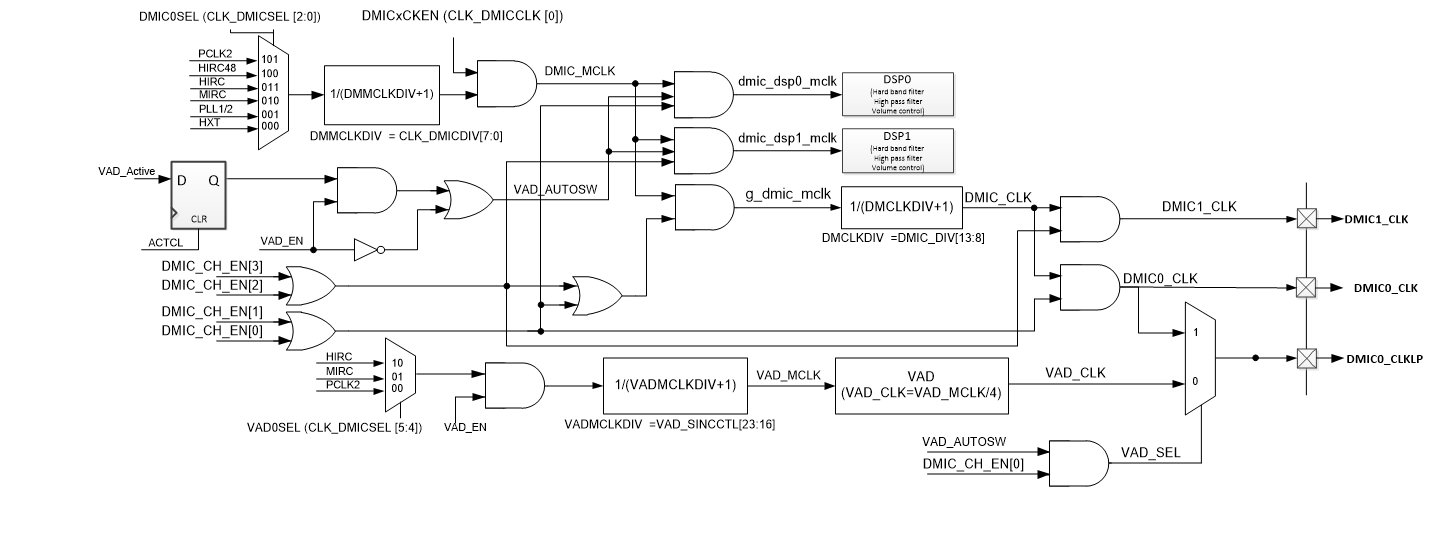 DMIC0SEL (CLK_DMICSEL [2:0])
DMICxCKEN (CLK_DMICCLK [0])
PCLK2
101
HIRC48
100
HIRC
011
MIRC
010
PLL1/2
001
HXT
000
1/(DMMCLKDIV+1)
DMMCLKDIV = CLK_DMICDIV[7:0]
DMIC_MCLK
dmic_dsp0_mclk
DSP0
(Hard band filter
High pass filter
Volume control)
dmic_dsp1_mclk
DSP1
(Hard band filter
High pass filter
Volume control)
VAD_Active
D Q
CLR
ACTCL
VAD_EN
VAD_AUTOSW
g_dmic_mclk
1/(DMCLKDIV+1)
DMCLKDIV =DMIC_DIV[13:8]
DMIC_CLK
DMIC1_CLK
DMIC1_CLK
DMIC_CH_EN[3]
DMIC_CH_EN[2]
DMIC_CH_EN[1]
DMIC_CH_EN[0]
DMIC0_CLK
DMIC0_CLK
HIRC
10
MIRC
01
PCLK2
00
VAD0SEL (CLK_DMICSEL [5:4])
VAD_EN
1/(VADMCLKDIV+1)
VADMCLKDIV =VAD_SINCCTL[23:16]
VAD_MCLK
VAD
(VAD_CLK=VAD_MCLK/4)
VAD_CLK
1
0
DMIC0_CLKLP
VAD_AUTOSW
DMIC_CH_EN[0]
VAD_SEL